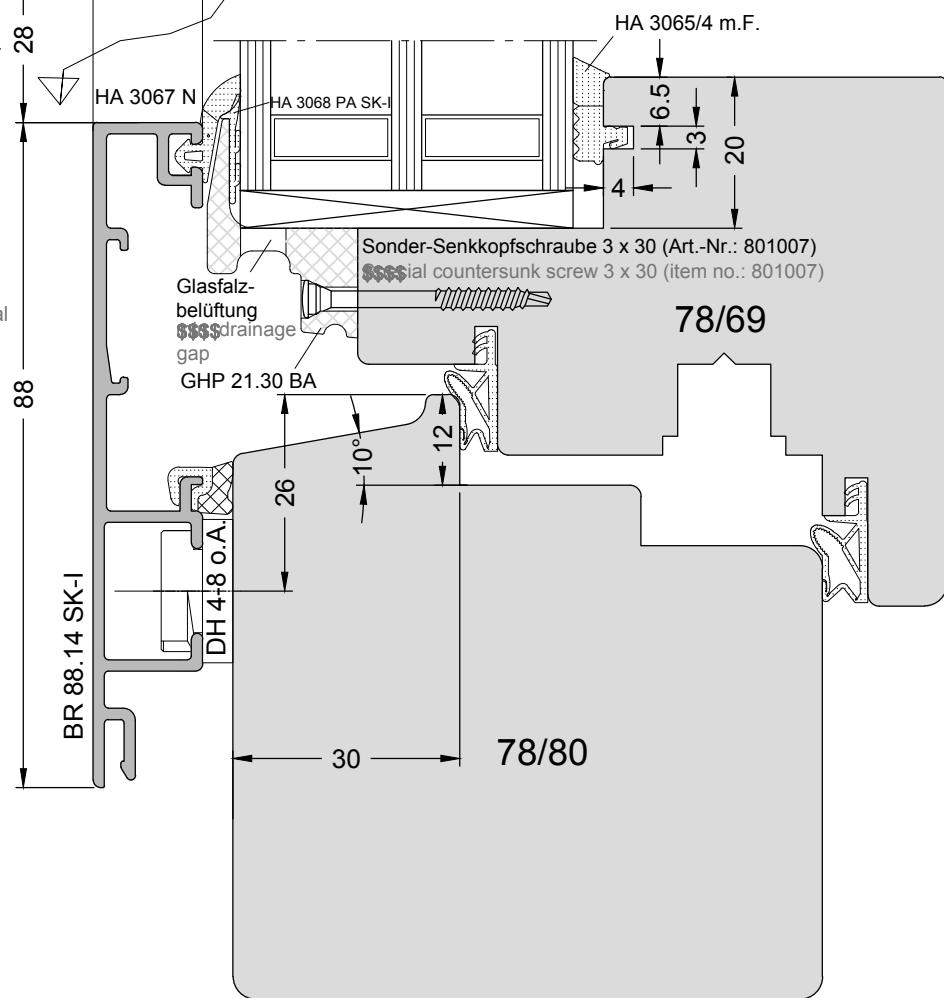 28
HA 3065/4 m.F.
HA 3067 N
HA 3068 PA SK-I
6.5
3
20
4
Sonder-Senkkopfschraube 3 x 30 (Art.-Nr.: 801007)
$$$$ial countersunk screw 3 x 30 (item no.: 801007)
Glasfalz-
belüftung
$$$$drainage
gap
78/69
al
88
GHP 21.30 BA
12
10°
26
DH 4-8 o.A.
BR 88.14 SK-I
30
78/80